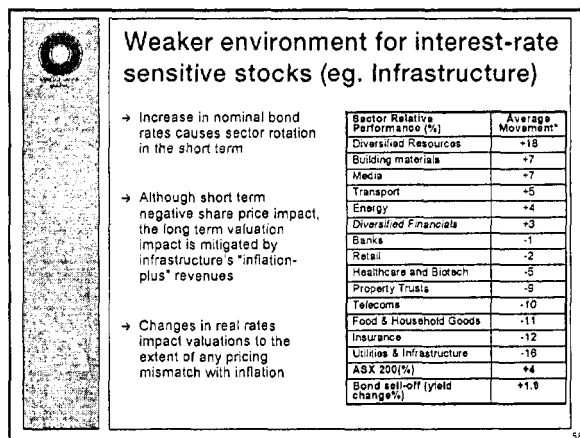 Weaker environment for interest-rate
sensitive stocks (eg. Infrastructure)
→ Increase in nominal bond
rates causes sector rotation
in the short term
→ Although short term
negative share price impact,
the long term valuation
impact is mitigated by
infrastructure's "inflation-
plus" revenues
→ Changes in real rates
impact valuations to the
extent of any pricing
mismatch with inflation
Sector Relative Performance (%) Average Movement*
Diversified Resources +18
Building materials +7
Media +7
Transport +5
Energy +4
Diversified Financials +3
Banks -1
Retail -2
Healthcare and Biotech -5
Property Trusts -9
Telecoms -10
Food & Household Goods -11
Insurance -12
Utilities & Infrastructure -16
ASX 200(%) +4
Bond sell-off (yield change%) +1.9